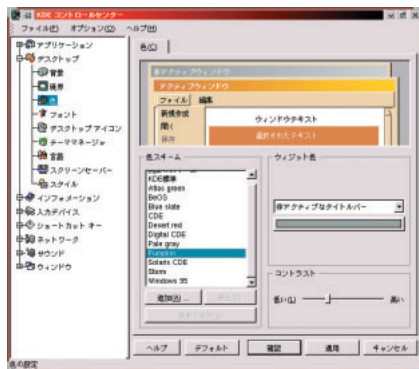 KDE コントロールセンター
ファイル(F) オプション(O) ヘルプ(H)
アプリケーション
デスクトップ
背景
境界
色
フォント
デスクトップアイコン
テーママネージャ
言語
スクリーンセーバー
スタイル
インフォメーション
入力デバイス
ショートカット キー
ネットワーク
サウンド
ウィンドウ
色(C)
非アクティブウィンドウ
アクティブウィンドウ
ファイル 編集
新規作成
開く
保存
ウィンドウテキスト
選択されたテキスト
色スキーム
KDE標準
Atlas green
BeOS
Blue slate
CDE
Desert red
Digital CDE
Pale gray
Pumpkin
Solaris CDE
Storm
Windows 95
追加(A) ...
ウィジット色
非アクティブなタイトルバー
コントラスト
低い(L) 高い
ヘルプ デフォルト 確認 適用 キャンセル
色の設定